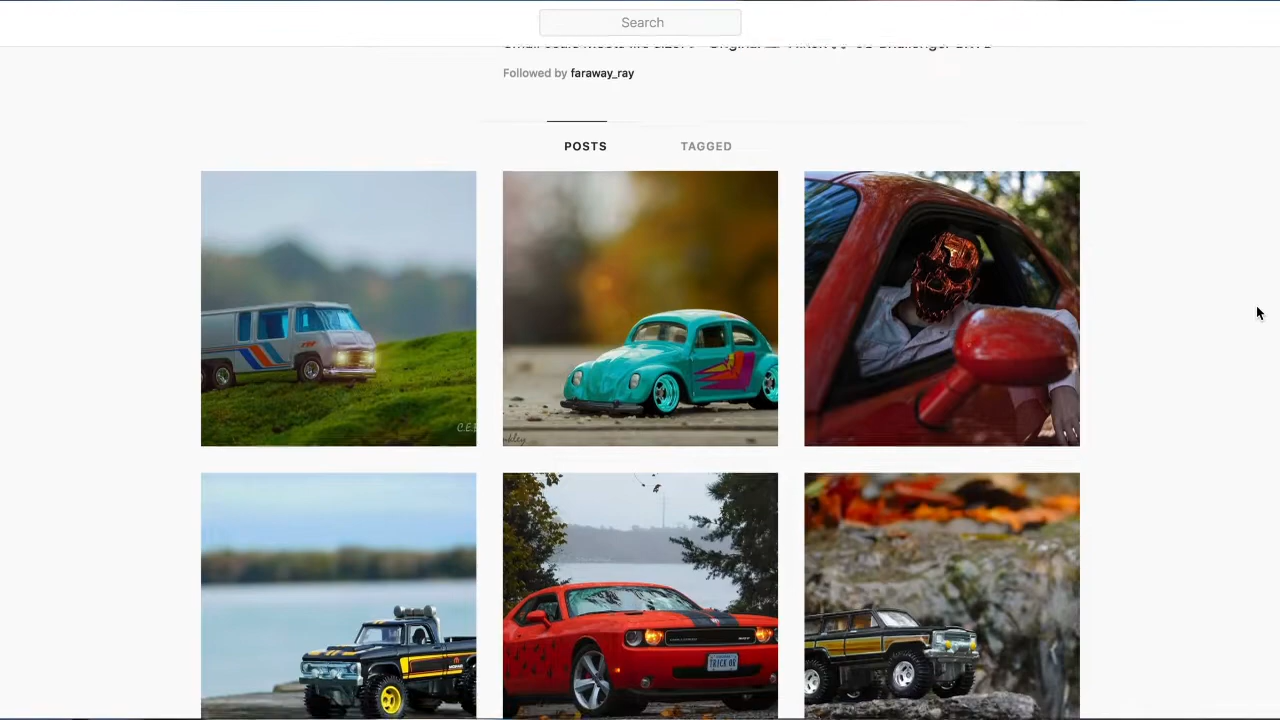 Search
Followed by faraway_ray
POSTS
TAGGED
C.E.
TRICK OR